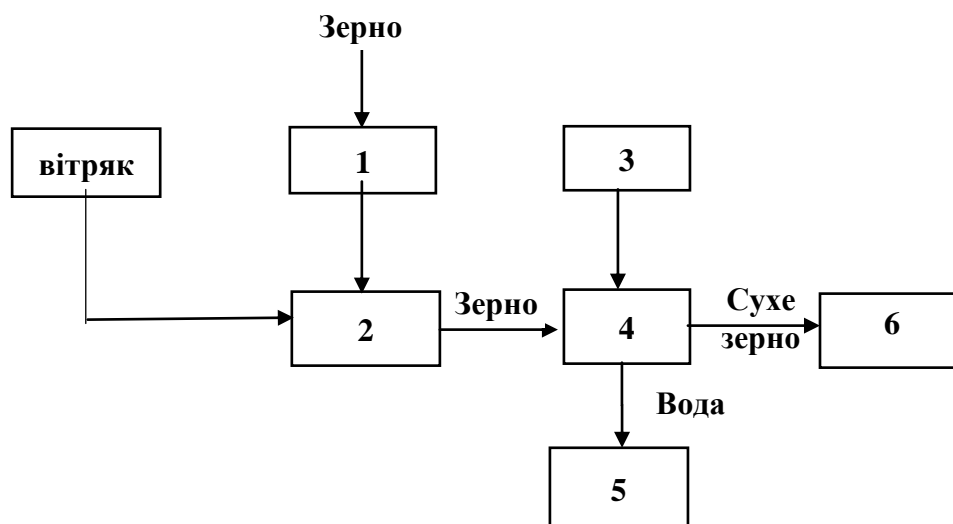 Зерно
вітряк
1
3
2
Зерно
4
Сухе
зерно
6
Вода
5